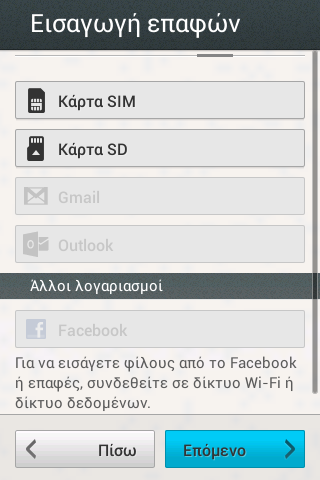 Εισαγωγή επαφών
Κάρτα SIM
Κάρτα SD
Gmail
Outlook
Άλλοι λογαριασμοί
Facebook
Για να εισάγετε φίλους από το Facebook
ή επαφές, συνδεθείτε σε δίκτυο Wi-Fi ή
δίκτυο δεδομένων.
Πίσω
Επόμενο